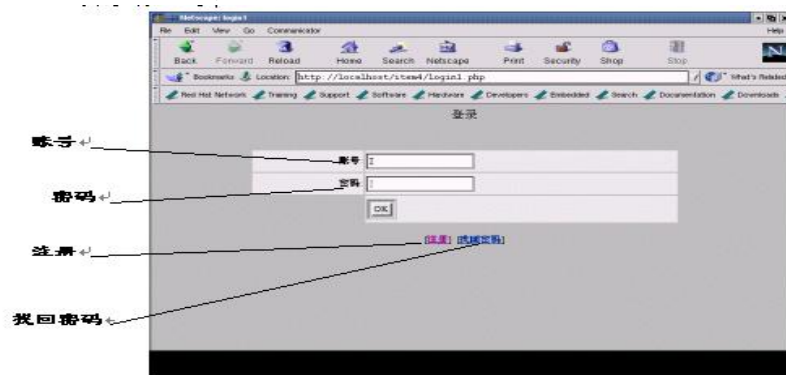 Netscape: login1
File Edit View Go Communicator Help
Back Forward Reload Home Search Netscape Print Security Shop Stop N
Bookmarks Location: http://localhost/item4/login1.php What's Related
Red Hat Network Training Support Software Hardware Developers Embedded Search Documentation Downloads
登录
账号
账号
密码
密码
OK
[注册] [找回密码]
注册
找回密码